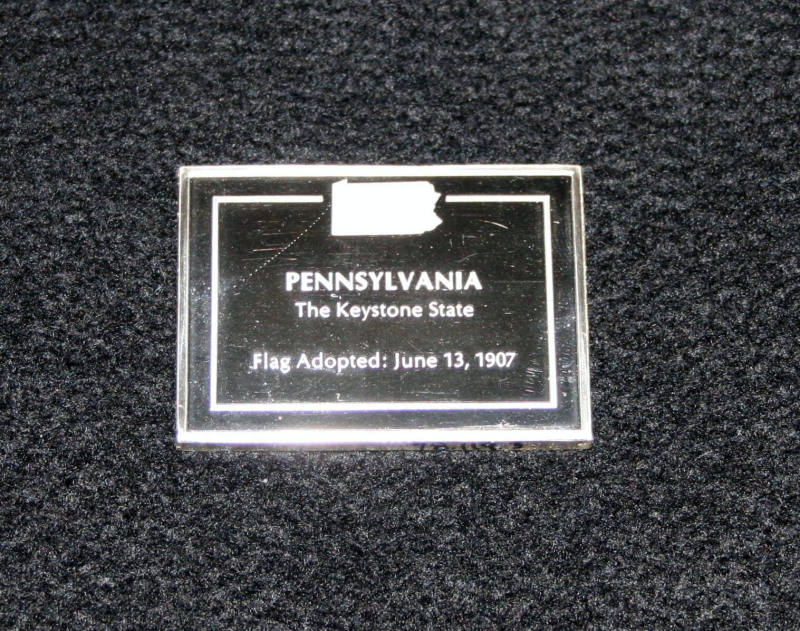 PENNSYLVANIA
The Keystone State
Flag Adopted: June 13, 1907